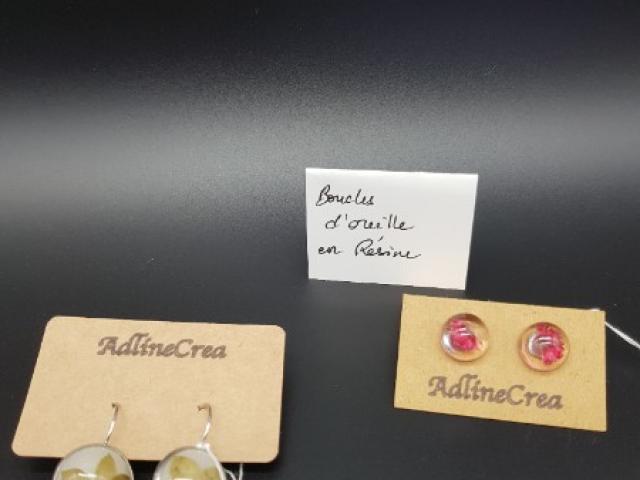 Boucles
d'oreille
en Résine
AdlineCrea
AdlineCrea